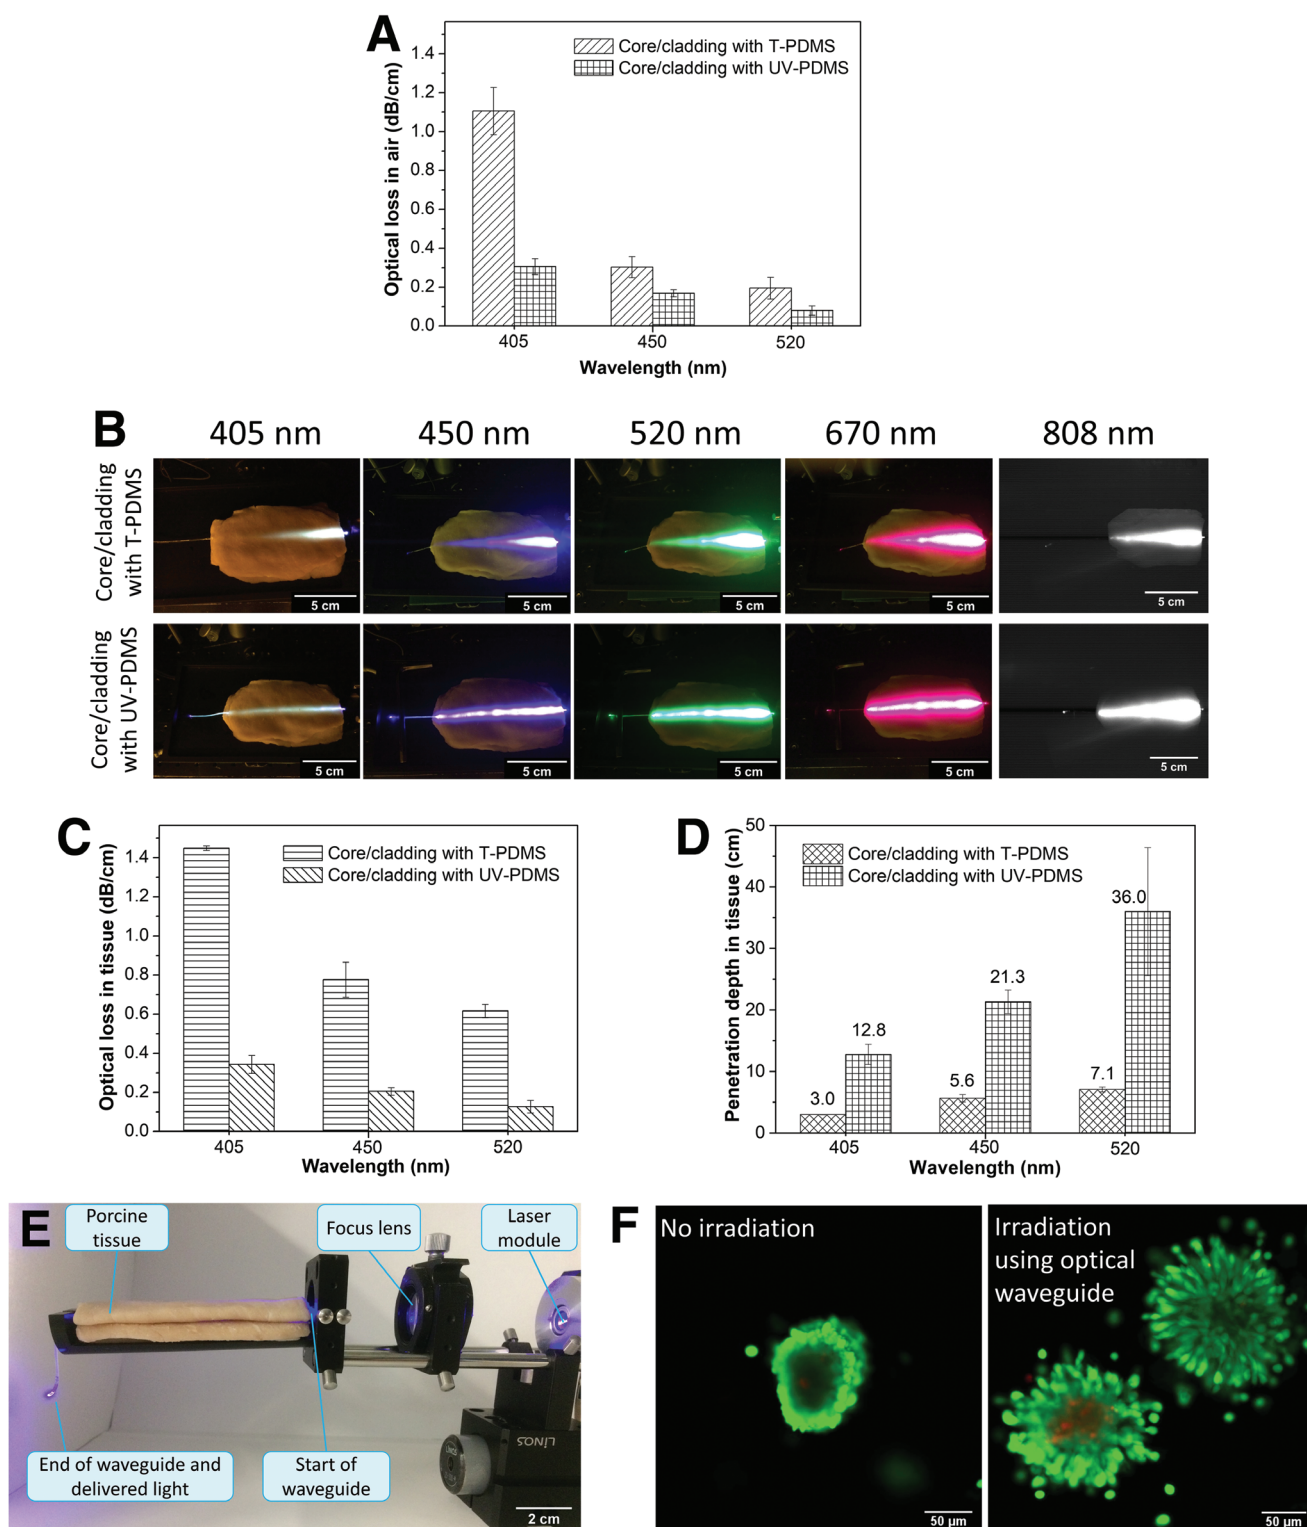 A
Optical loss in air (dB/cm)
1.4
1.2
1.0
0.8
0.6
0.4
0.2
0.0
Core/cladding with T-PDMS
Core/cladding with UV-PDMS
405
450
520
Wavelength (nm)
B
405 nm
450 nm
520 nm
670 nm
808 nm
Core/cladding
with T-PDMS
5 cm
5 cm
5 cm
5 cm
5 cm
Core/cladding
with UV-PDMS
5 cm
5 cm
5 cm
5 cm
5 cm
C
Optical loss in tissue (dB/cm)
1.4
1.2
1.0
0.8
0.6
0.4
0.2
0.0
Core/cladding with T-PDMS
Core/cladding with UV-PDMS
405
450
520
Wavelength (nm)
D
Penetration depth in tissue (cm)
50
40
30
20
10
0
Core/cladding with T-PDMS
Core/cladding with UV-PDMS
3.0
12.8
5.6
21.3
7.1
36.0
405
450
520
Wavelength (nm)
E
Porcine
tissue
Focus lens
Laser
module
End of waveguide and
delivered light
Start of
waveguide
LINOS
LINOS
2 cm
F
No irradiation
50 µm
Irradiation
using optical
waveguide
50 µm